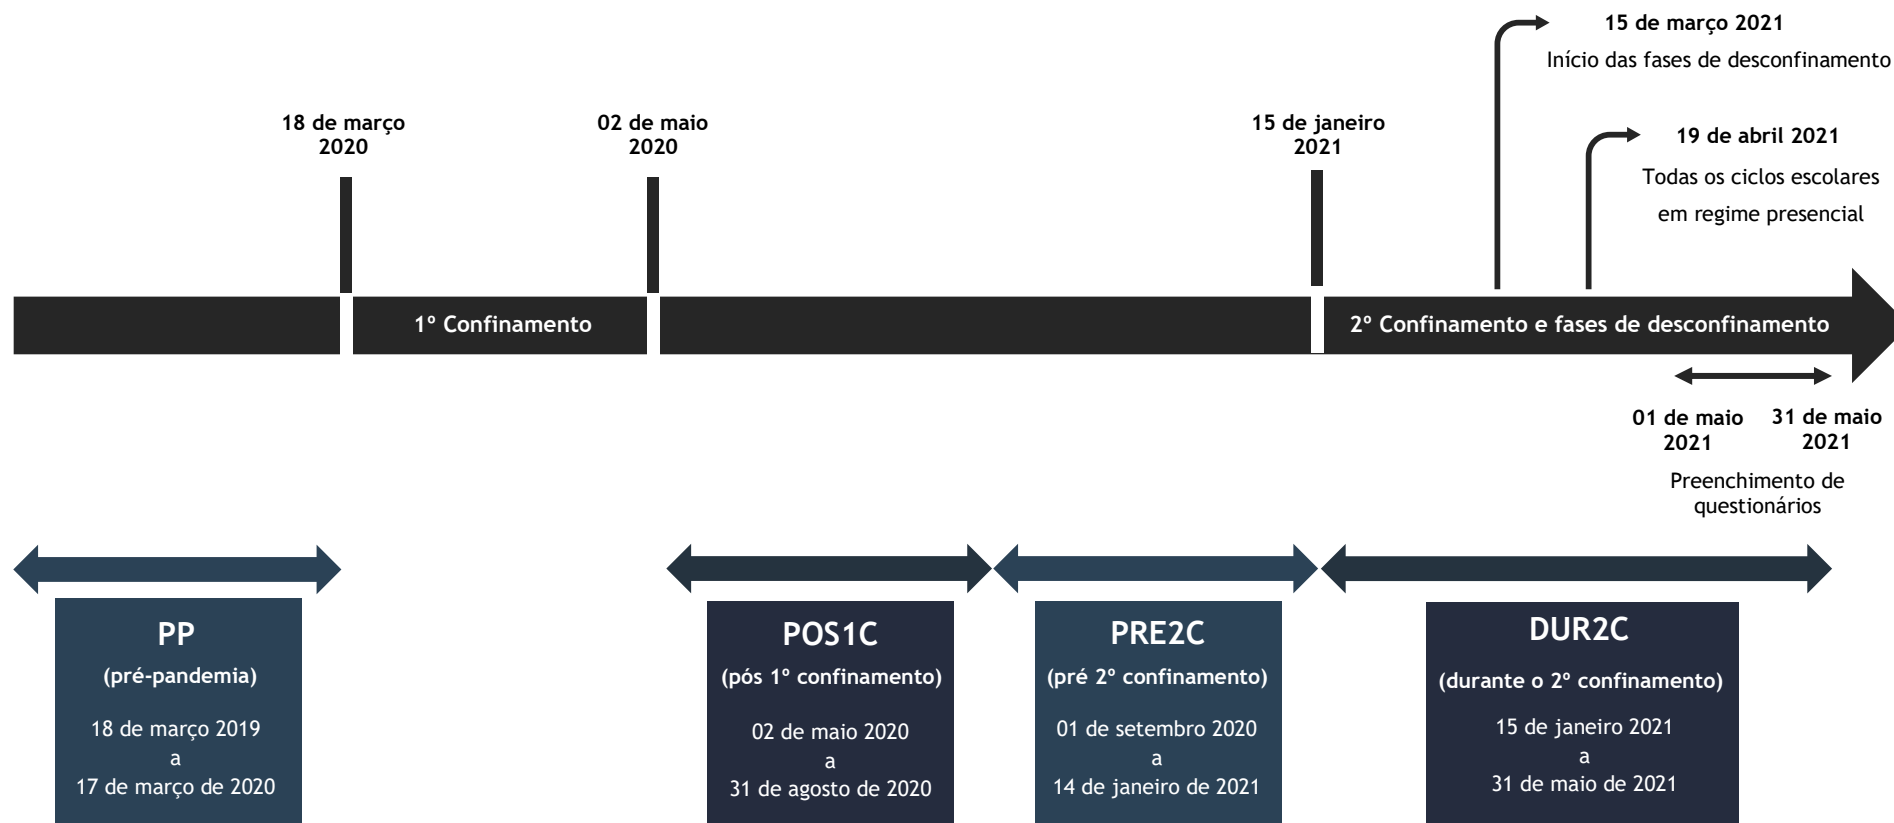 15 de março 2021
Início das fases de desconfinamento
18 de março
2020
02 de maio
2020
15 de janeiro
2021
19 de abril 2021
Todas os ciclos escolares
em regime presencial
1º Confinamento
2º Confinamento e fases de desconfinamento
01 de maio
2021
31 de maio
2021
Preenchimento de
questionários
PP
(pré-pandemia)
18 de março 2019
a
17 de março de 2020
POS1C
(pós 1º confinamento)
02 de maio 2020
a
31 de agosto de 2020
PRE2C
(pré 2º confinamento)
01 de setembro 2020
a
14 de janeiro de 2021
DUR2C
(durante o 2º confinamento)
15 de janeiro 2021
a
31 de maio de 2021